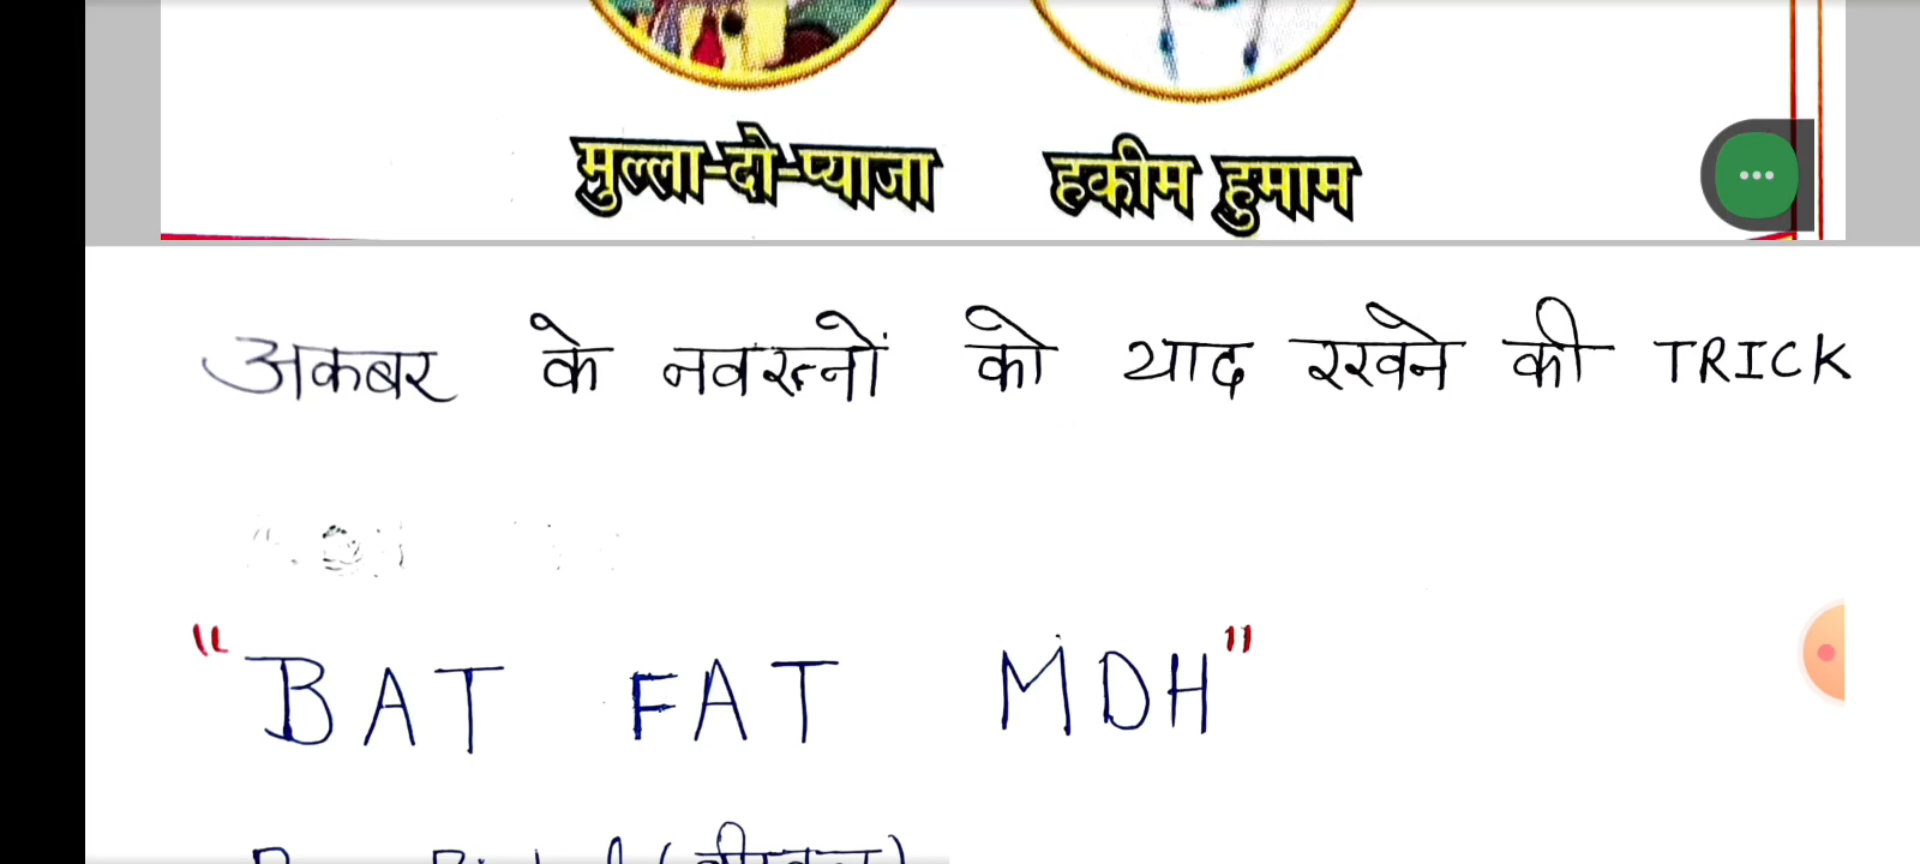 मुल्ला-दो-प्याजा हकीम हुमाम
अकबर के नवरत्नों को याद रखने की TRICK
"BAT FAT MDH"